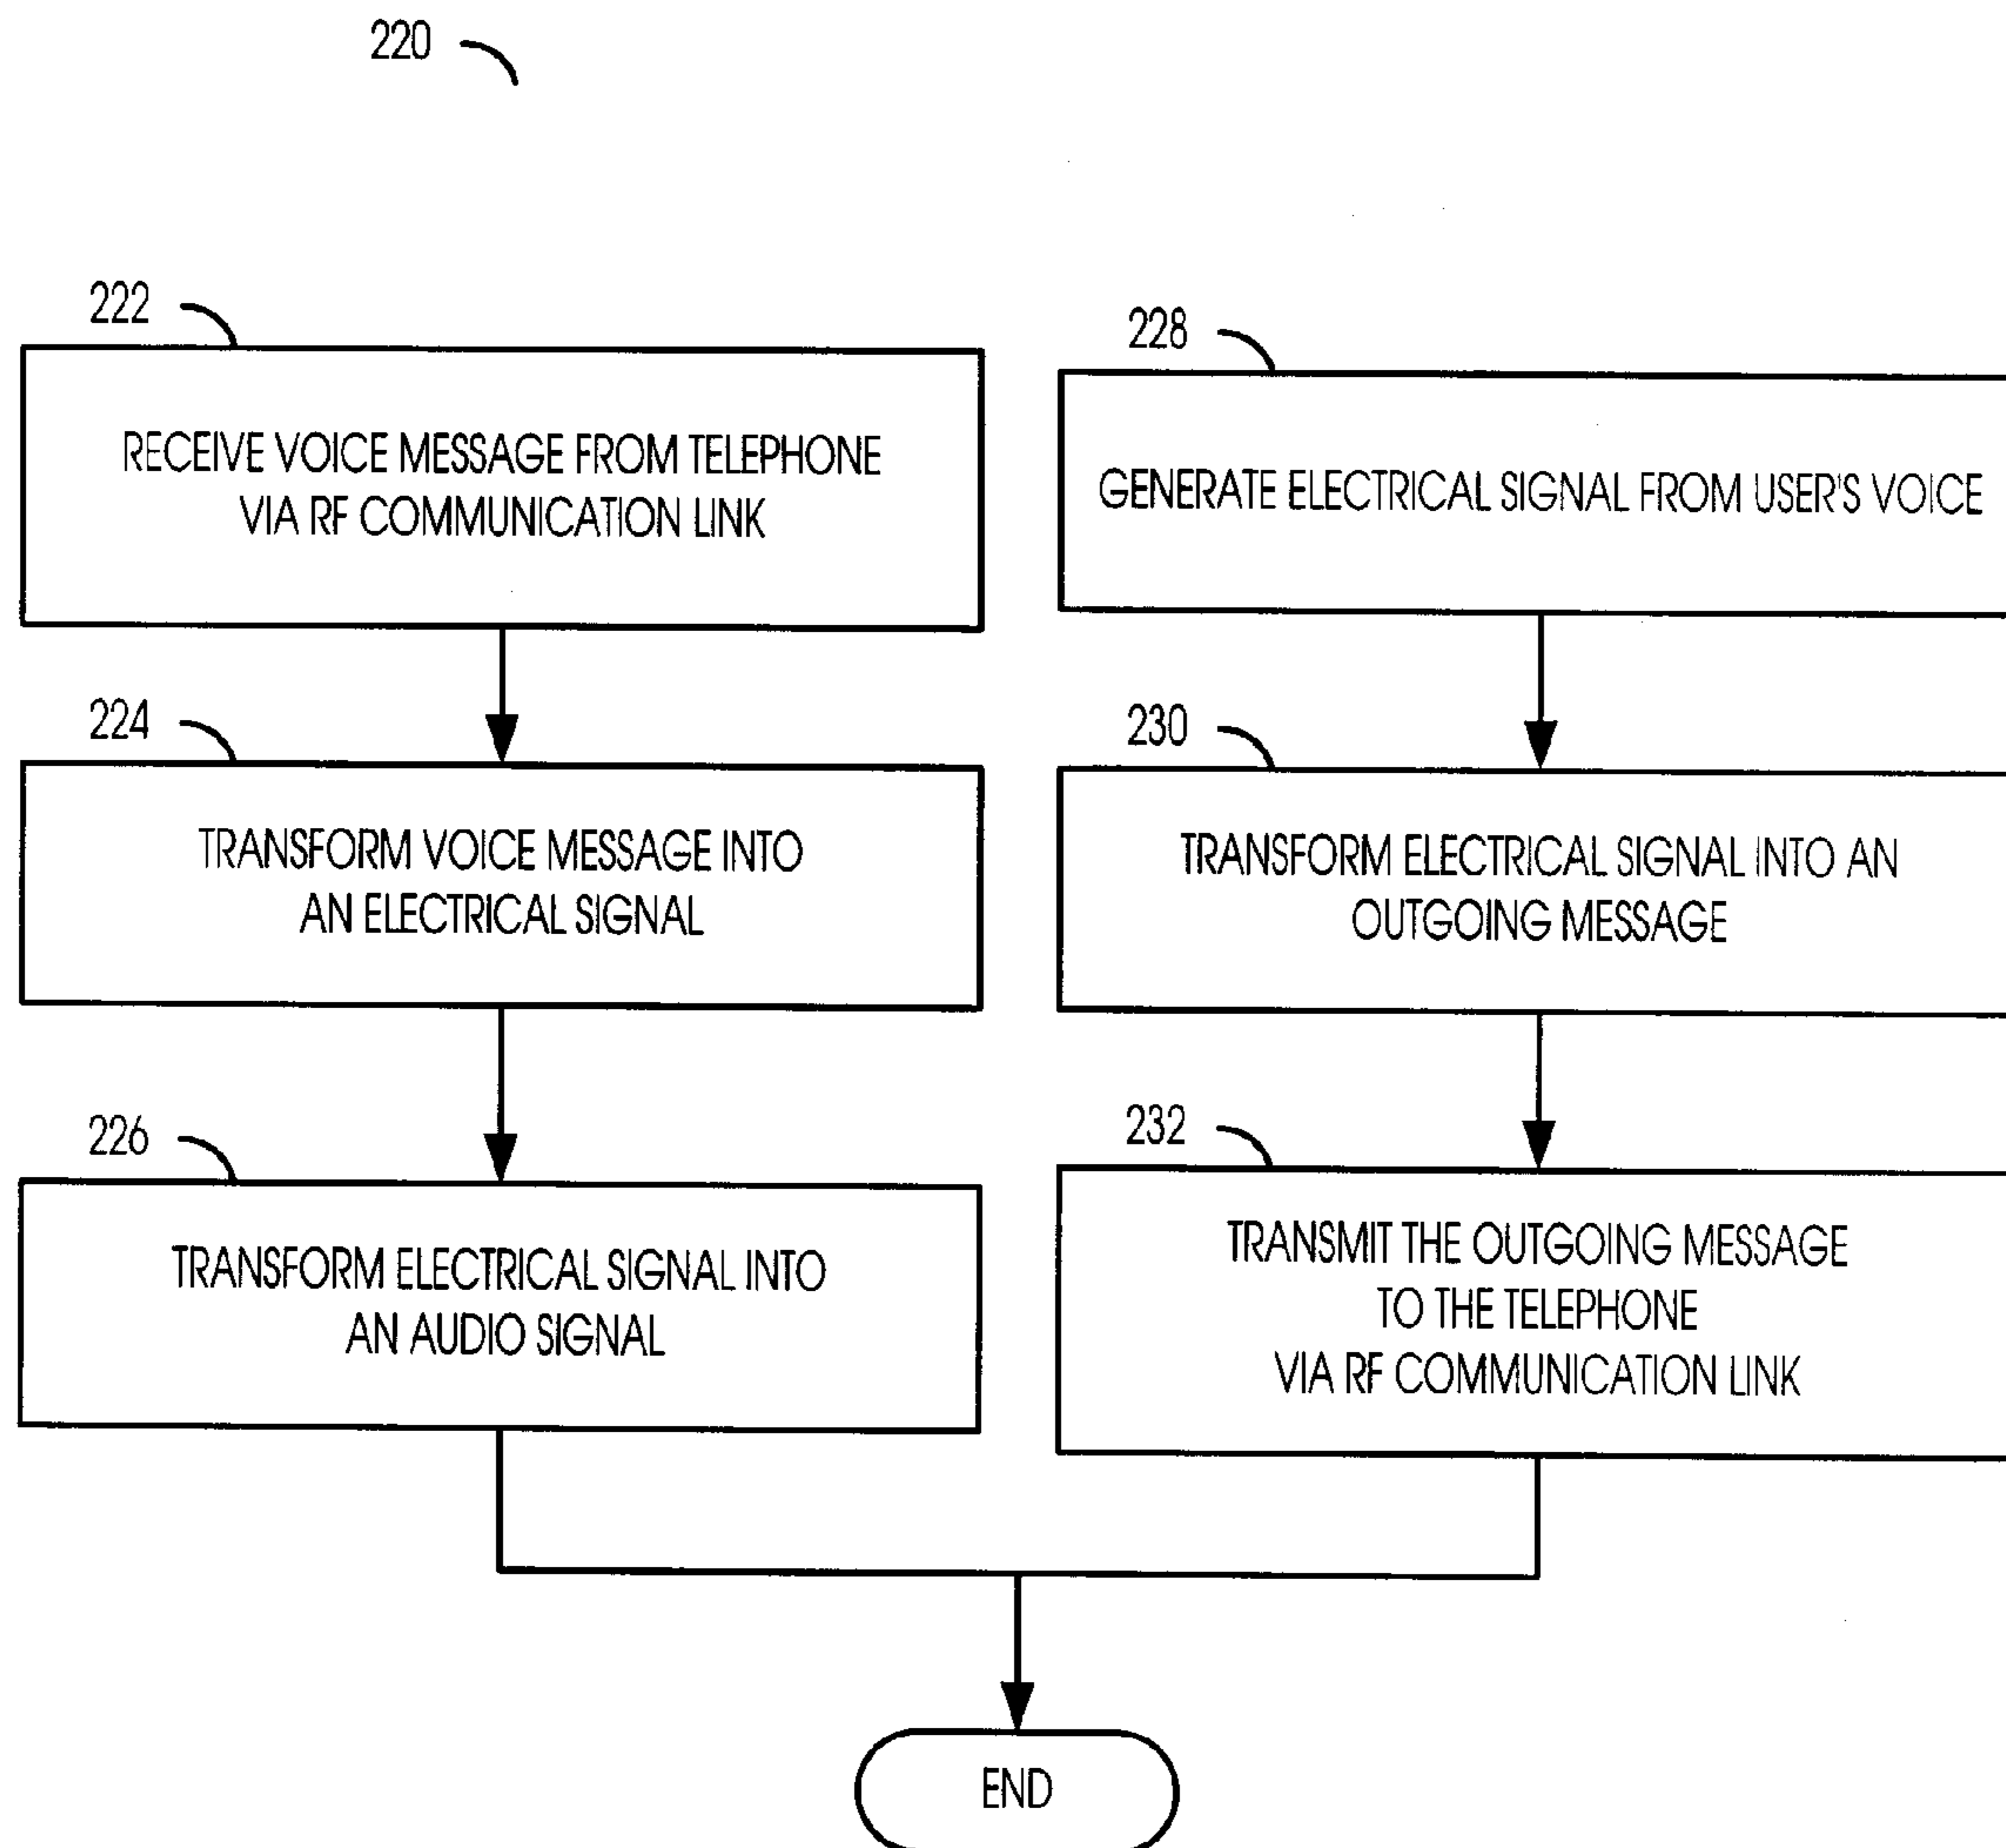 220
222
RECEIVE VOICE MESSAGE FROM TELEPHONE
VIA RF COMMUNICATION LINK
224
TRANSFORM VOICE MESSAGE INTO
AN ELECTRICAL SIGNAL
226
TRANSFORM ELECTRICAL SIGNAL INTO
AN AUDIO SIGNAL
228
GENERATE ELECTRICAL SIGNAL FROM USER'S VOICE
230
TRANSFORM ELECTRICAL SIGNAL INTO AN
OUTGOING MESSAGE
232
TRANSMIT THE OUTGOING MESSAGE
TO THE TELEPHONE
VIA RF COMMUNICATION LINK
END